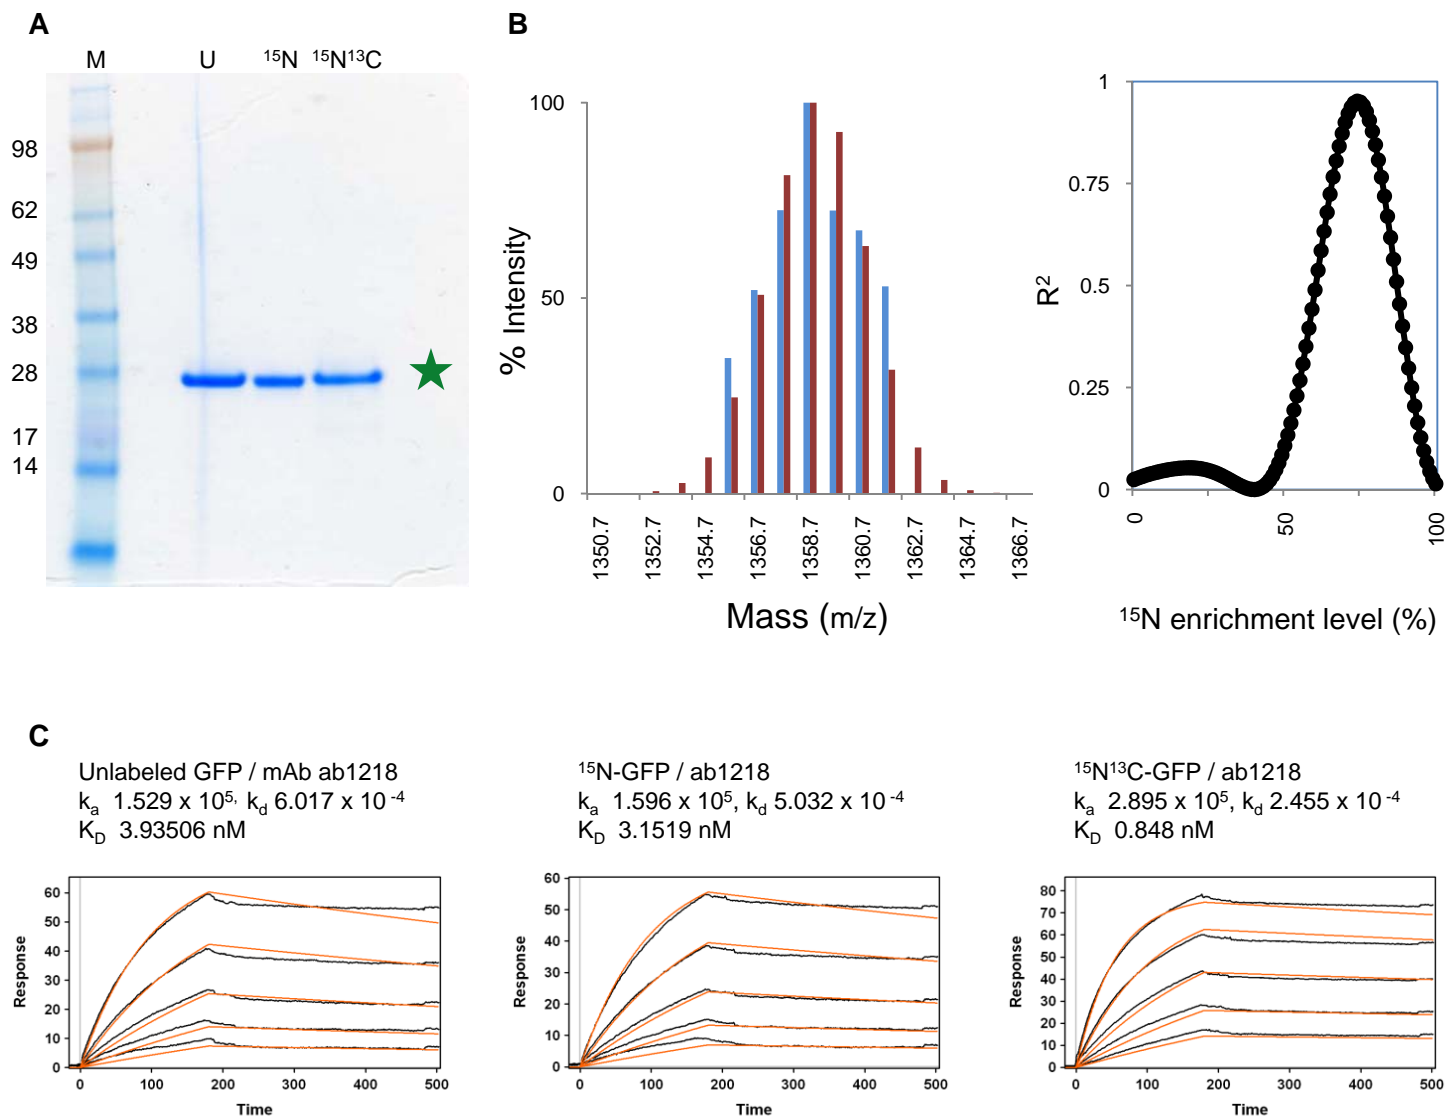 A
M U ¹⁵N ¹⁵N¹³C
98
62
49
38
28
17
14
B
100
50
0
% Intensity
1350.7
1352.7
1354.7
1356.7
1358.7
1360.7
1362.7
1364.7
1366.7
Mass (m/z)
1
0.75
0.5
0.25
0
R²
0
50
100
¹⁵N enrichment level (%)
C
Unlabeled GFP / mAb ab1218
kₐ 1.529 x 10⁵, k_d 6.017 x 10 ⁻⁴
K_D 3.93506 nM
60
50
40
30
20
10
0
Response
0 100 200 300 400 500
Time
¹⁵N-GFP / ab1218
kₐ 1.596 x 10⁵, k_d 5.032 x 10 ⁻⁴
K_D 3.1519 nM
60
50
40
30
20
10
0
Response
0 100 200 300 400 500
Time
¹⁵N¹³C-GFP / ab1218
kₐ 2.895 x 10⁵, k_d 2.455 x 10 ⁻⁴
K_D 0.848 nM
80
70
60
50
40
30
20
10
0
Response
0 100 200 300 400 500
Time